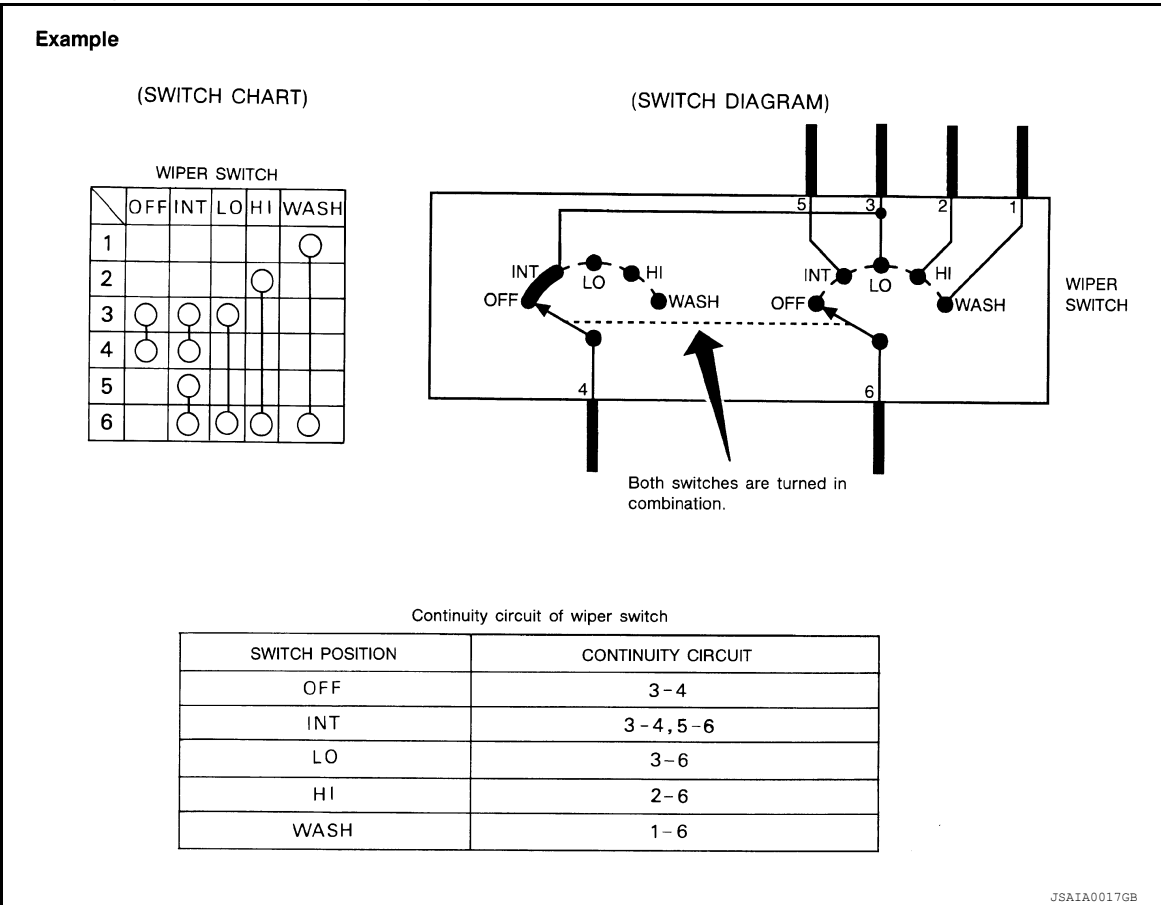 Example
(SWITCH CHART)
WIPER SWITCH
OFF INT LO HI WASH
1
2
3
4
5
6
(SWITCH DIAGRAM)
5 3 2 1
INT LO HI
OFF WASH
INT LO HI
OFF WASH
WIPER
SWITCH
4 6
Both switches are turned in
combination.
Continuity circuit of wiper switch
SWITCH POSITION CONTINUITY CIRCUIT
OFF 3-4
INT 3-4,5-6
LO 3-6
HI 2-6
WASH 1-6
JSAIA0017GB